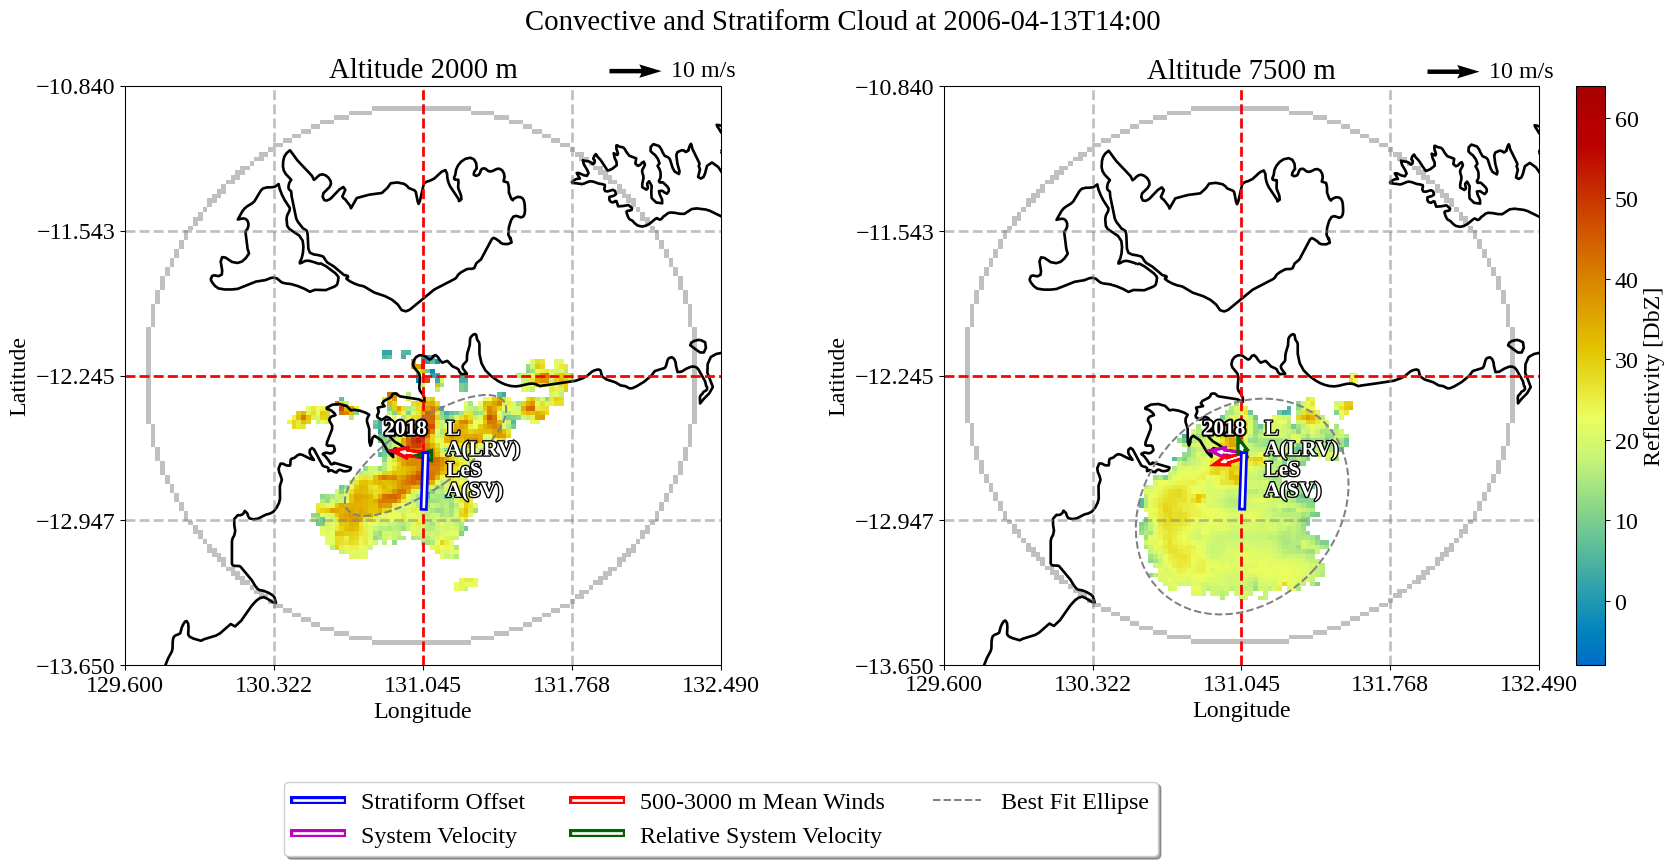 Convective and Stratiform Cloud at 2006-04-13T14:00
Altitude 2000 m
10 m/s
−10.840
−11.543
−12.245
−12.947
−13.650
Latitude
2018
L
A(LRV)
LeS
A(SV)
129.600 130.322 131.045 131.768 132.490
Longitude
Altitude 7500 m
10 m/s
−10.840
−11.543
−12.245
−12.947
−13.650
Latitude
2018
L
A(LRV)
LeS
A(SV)
129.600 130.322 131.045 131.768 132.490
Longitude
60
50
40
30
20
10
0
Reflectivity [DbZ]
Stratiform Offset
System Velocity
500-3000 m Mean Winds
Relative System Velocity
Best Fit Ellipse